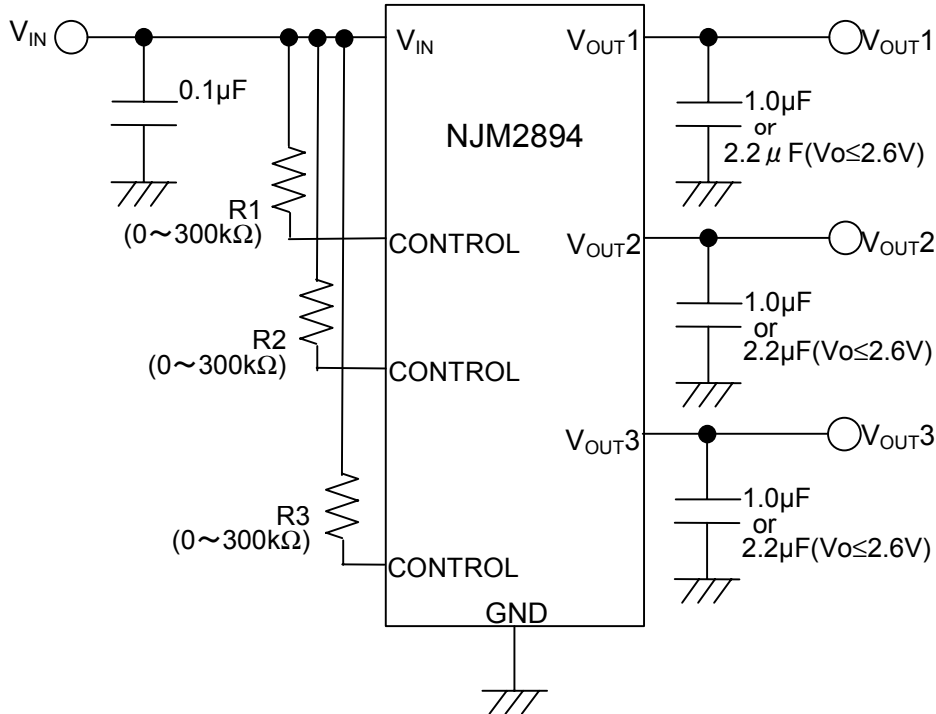 VIN
VIN
VOUT1
VOUT1
0.1µF
1.0µF
or
2.2 μ F(Vo≤2.6V)
NJM2894
R1
(0～300kΩ)
CONTROL
VOUT2
VOUT2
1.0µF
or
2.2µF(Vo≤2.6V)
R2
(0～300kΩ)
CONTROL
VOUT3
VOUT3
1.0µF
or
2.2µF(Vo≤2.6V)
R3
(0～300kΩ)
CONTROL
GND